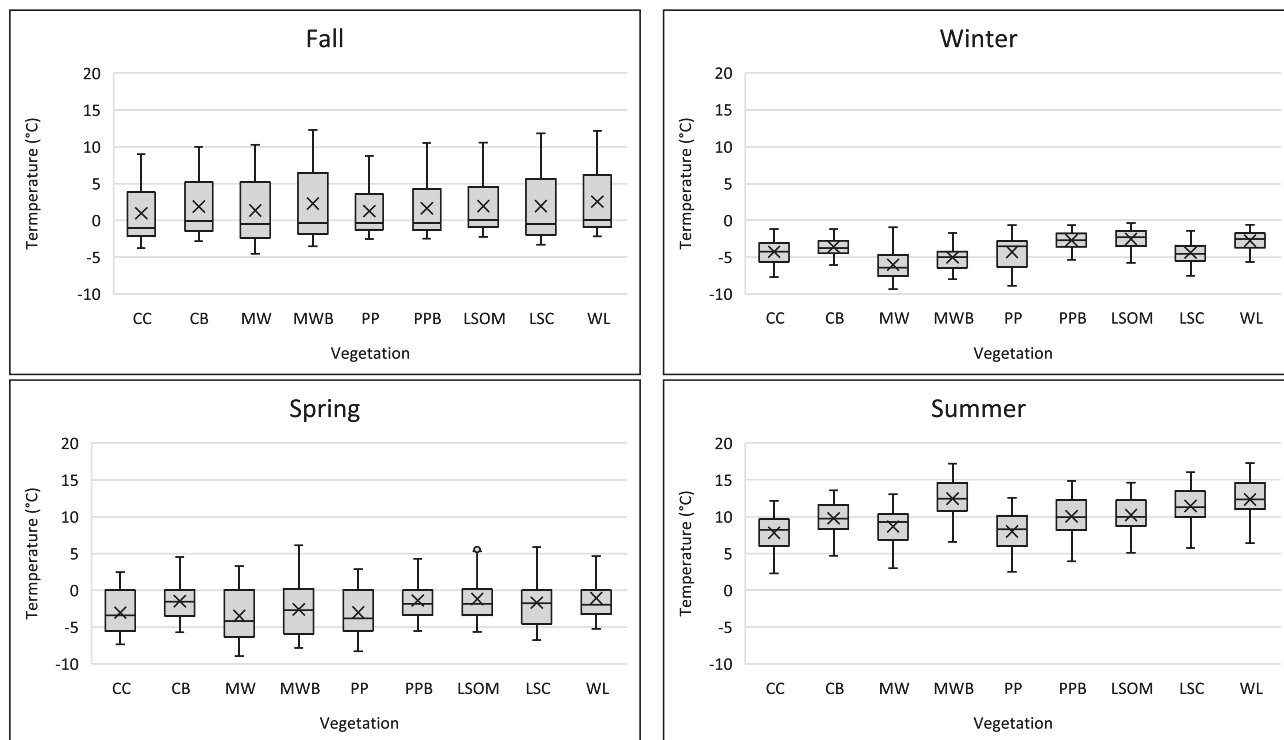 Fall
Termperature (°C)
20
15
10
5
0
-5
-10
CC CB MW MWB PP PPB LSOM LSC WL
Vegetation
Winter
Termperature (°C)
20
15
10
5
0
-5
-10
CC CB MW MWB PP PPB LSOM LSC WL
Vegetation
Spring
Termperature (°C)
20
15
10
5
0
-5
-10
CC CB MW MWB PP PPB LSOM LSC WL
Vegetation
Summer
Termperature (°C)
20
15
10
5
0
-5
-10
CC CB MW MWB PP PPB LSOM LSC WL
Vegetation